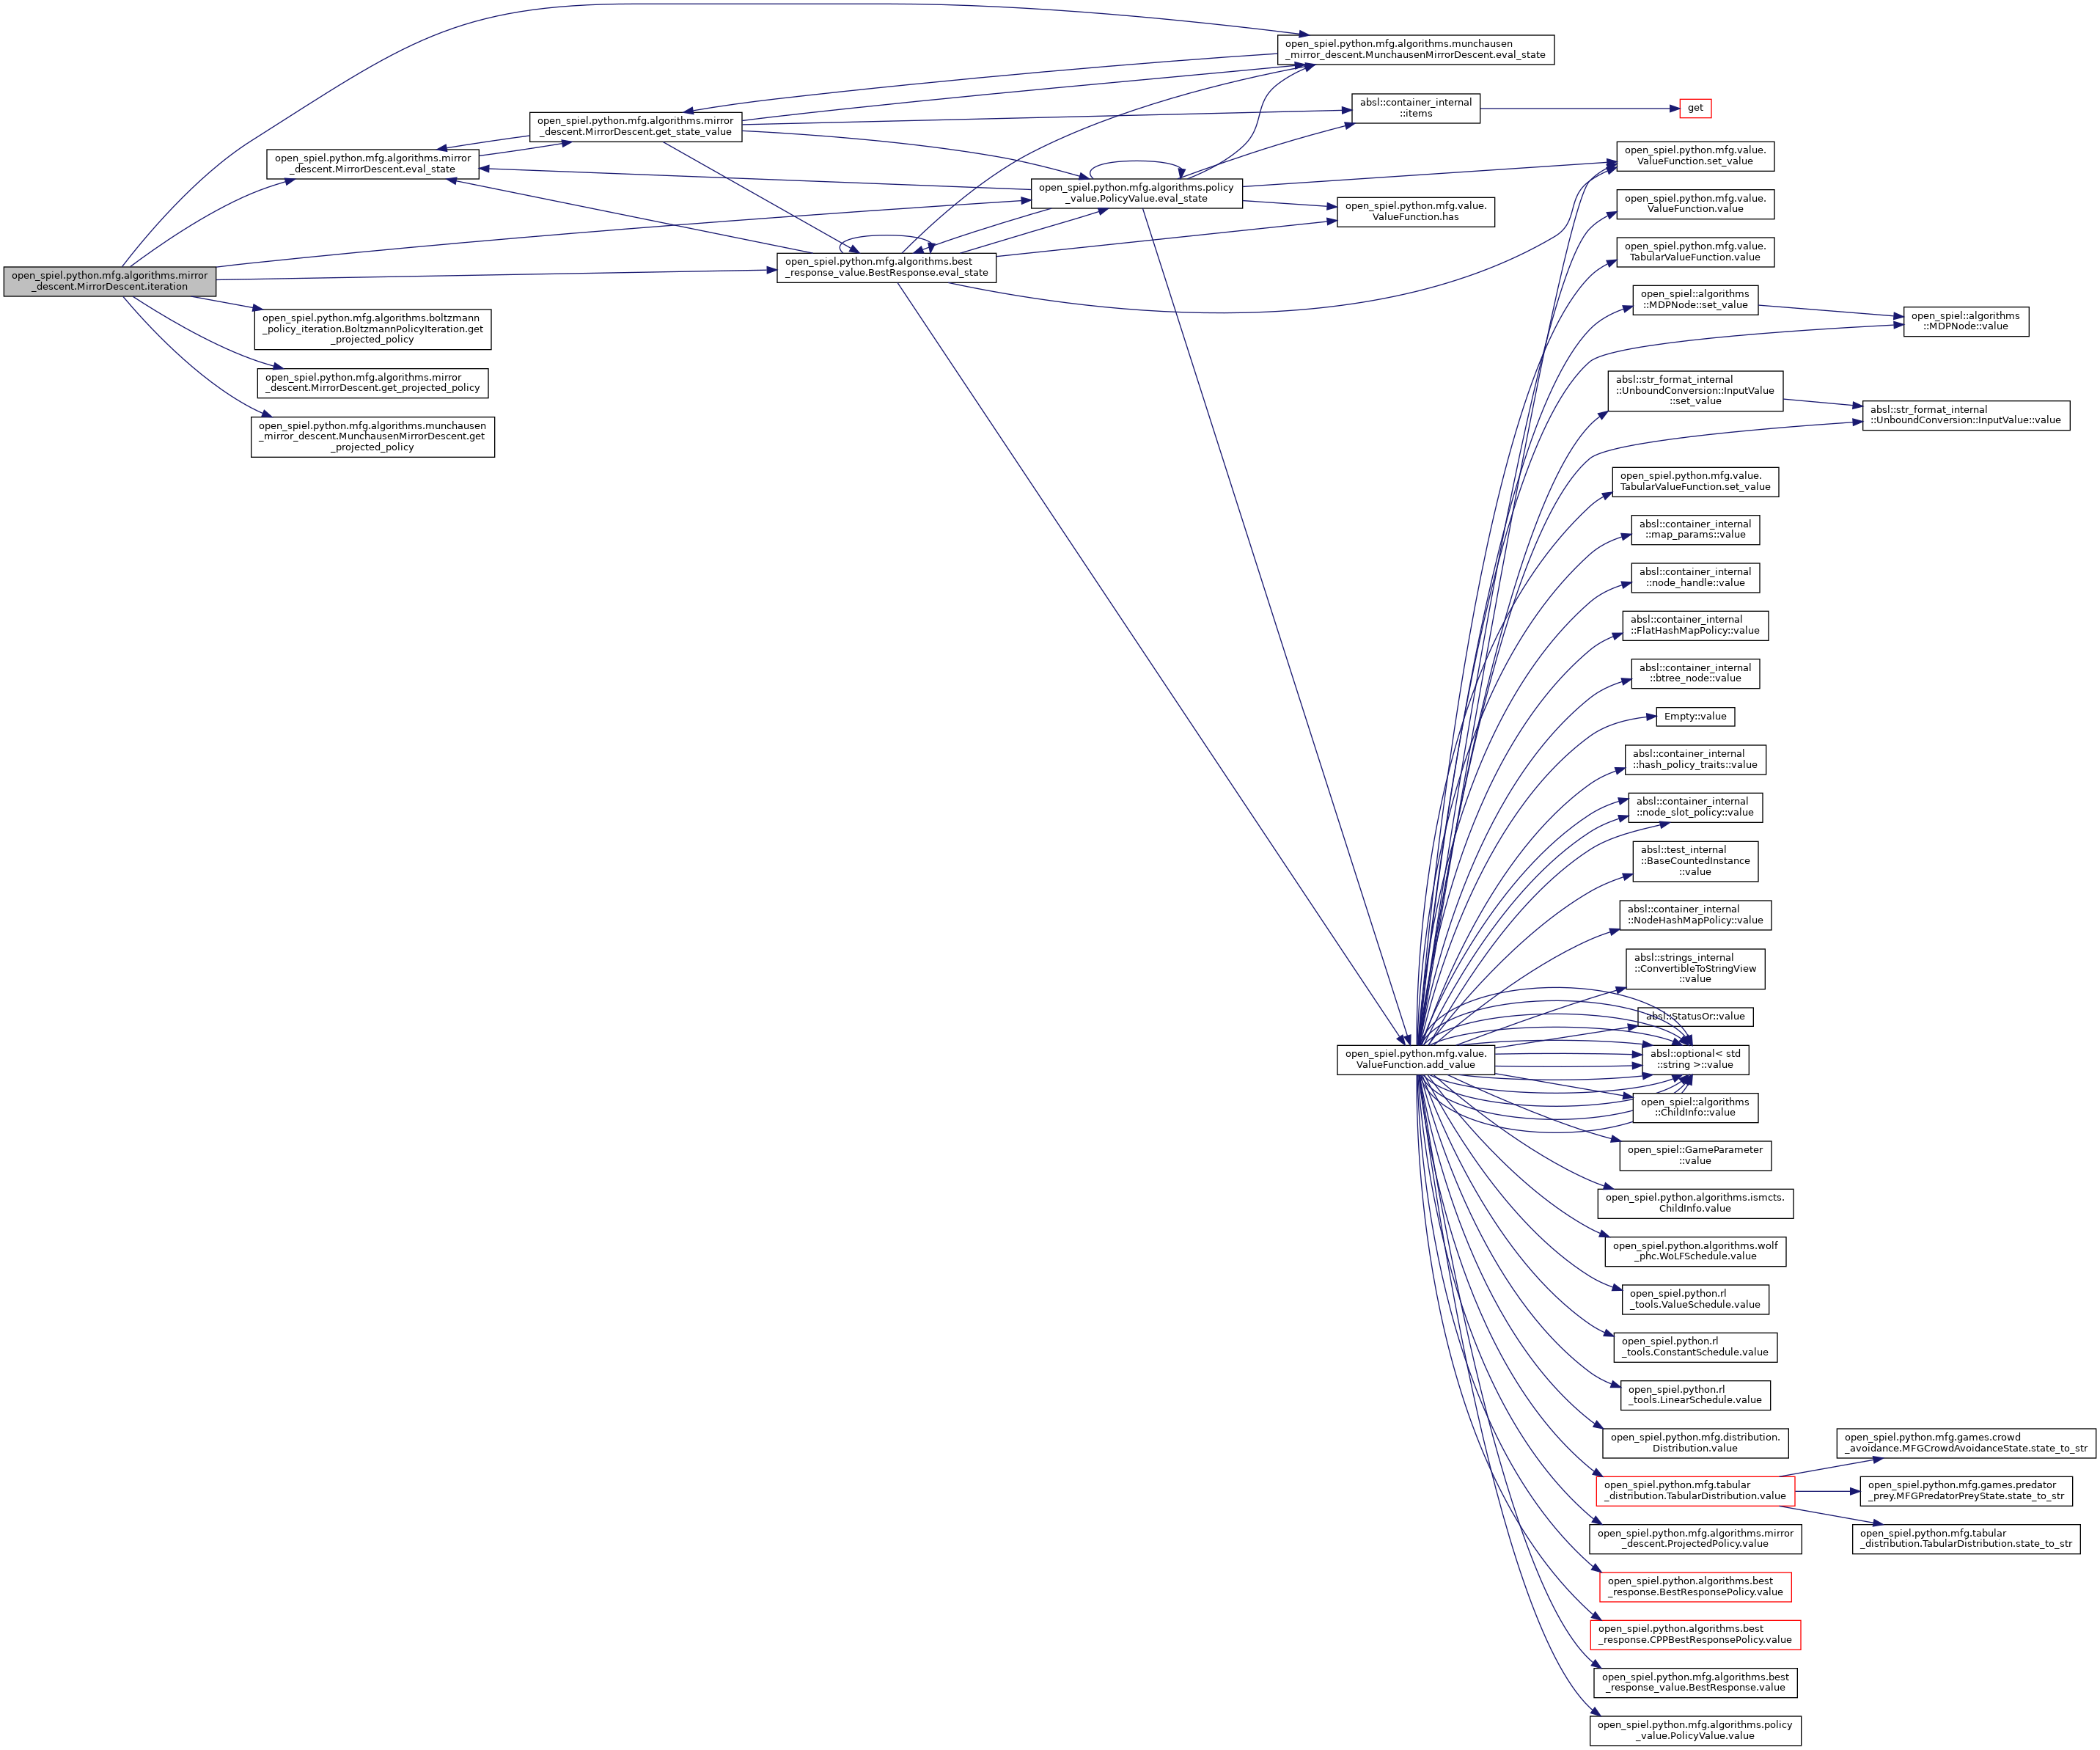 open_spiel.python.mfg.algorithms.mirror
_descent.MirrorDescent.iteration
open_spiel.python.mfg.algorithms.mirror
_descent.MirrorDescent.eval_state
open_spiel.python.mfg.algorithms.boltzmann
_policy_iteration.BoltzmannPolicyIteration.get
_projected_policy
open_spiel.python.mfg.algorithms.mirror
_descent.MirrorDescent.get_projected_policy
open_spiel.python.mfg.algorithms.munchausen
_mirror_descent.MunchausenMirrorDescent.get
_projected_policy
open_spiel.python.mfg.algorithms.mirror
_descent.MirrorDescent.get_state_value
open_spiel.python.mfg.algorithms.best
_response_value.BestResponse.eval_state
open_spiel.python.mfg.algorithms.policy
_value.PolicyValue.eval_state
open_spiel.python.mfg.algorithms.munchausen
_mirror_descent.MunchausenMirrorDescent.eval_state
absl::container_internal
::items
open_spiel.python.mfg.value.
ValueFunction.has
open_spiel.python.mfg.value.
ValueFunction.add_value
get
open_spiel.python.mfg.value.
ValueFunction.set_value
open_spiel.python.mfg.value.
ValueFunction.value
open_spiel.python.mfg.value.
TabularValueFunction.value
open_spiel::algorithms
::MDPNode::set_value
open_spiel::algorithms
::MDPNode::value
absl::str_format_internal
::UnboundConversion::InputValue
::set_value
absl::str_format_internal
::UnboundConversion::InputValue::value
open_spiel.python.mfg.value.
TabularValueFunction.set_value
absl::container_internal
::map_params::value
absl::container_internal
::node_handle::value
absl::container_internal
::FlatHashMapPolicy::value
absl::container_internal
::btree_node::value
Empty::value
absl::container_internal
::hash_policy_traits::value
absl::container_internal
::node_slot_policy::value
absl::test_internal
::BaseCountedInstance
::value
absl::container_internal
::NodeHashMapPolicy::value
absl::strings_internal
::ConvertibleToStringView
::value
absl::StatusOr::value
absl::optional< std
::string >::value
open_spiel::algorithms
::ChildInfo::value
open_spiel::GameParameter
::value
open_spiel.python.algorithms.ismcts.
ChildInfo.value
open_spiel.python.algorithms.wolf
_phc.WoLFSchedule.value
open_spiel.python.rl
_tools.ValueSchedule.value
open_spiel.python.rl
_tools.ConstantSchedule.value
open_spiel.python.rl
_tools.LinearSchedule.value
open_spiel.python.mfg.distribution.
Distribution.value
open_spiel.python.mfg.tabular
_distribution.TabularDistribution.value
open_spiel.python.mfg.games.crowd
_avoidance.MFGCrowdAvoidanceState.state_to_str
open_spiel.python.mfg.games.predator
_prey.MFGPredatorPreyState.state_to_str
open_spiel.python.mfg.tabular
_distribution.TabularDistribution.state_to_str
open_spiel.python.mfg.algorithms.mirror
_descent.ProjectedPolicy.value
open_spiel.python.algorithms.best
_response.BestResponsePolicy.value
open_spiel.python.algorithms.best
_response.CPPBestResponsePolicy.value
open_spiel.python.mfg.algorithms.best
_response_value.BestResponse.value
open_spiel.python.mfg.algorithms.policy
_value.PolicyValue.value